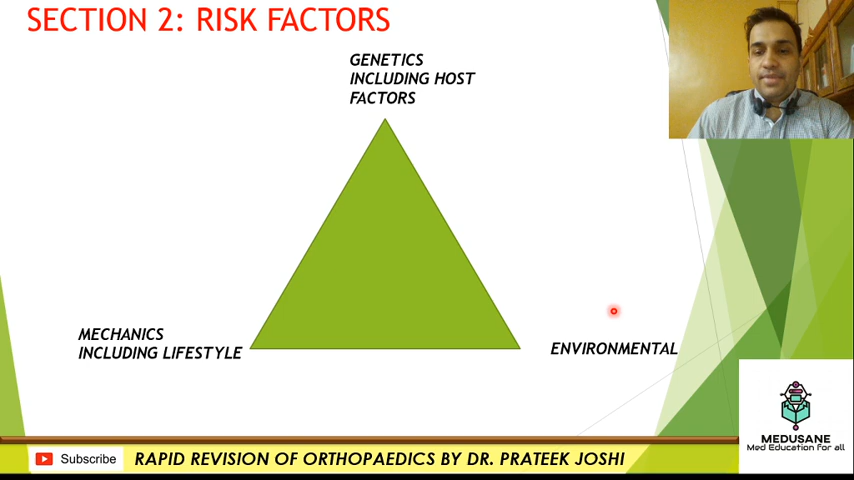 SECTION 2: RISK FACTORS
GENETICS
INCLUDING HOST
FACTORS
MECHANICS
INCLUDING LIFESTYLE
ENVIRONMENTAL
MEDUSANE
Med Education for all
Subscribe
RAPID REVISION OF ORTHOPAEDICS BY DR. PRATEEK JOSHI